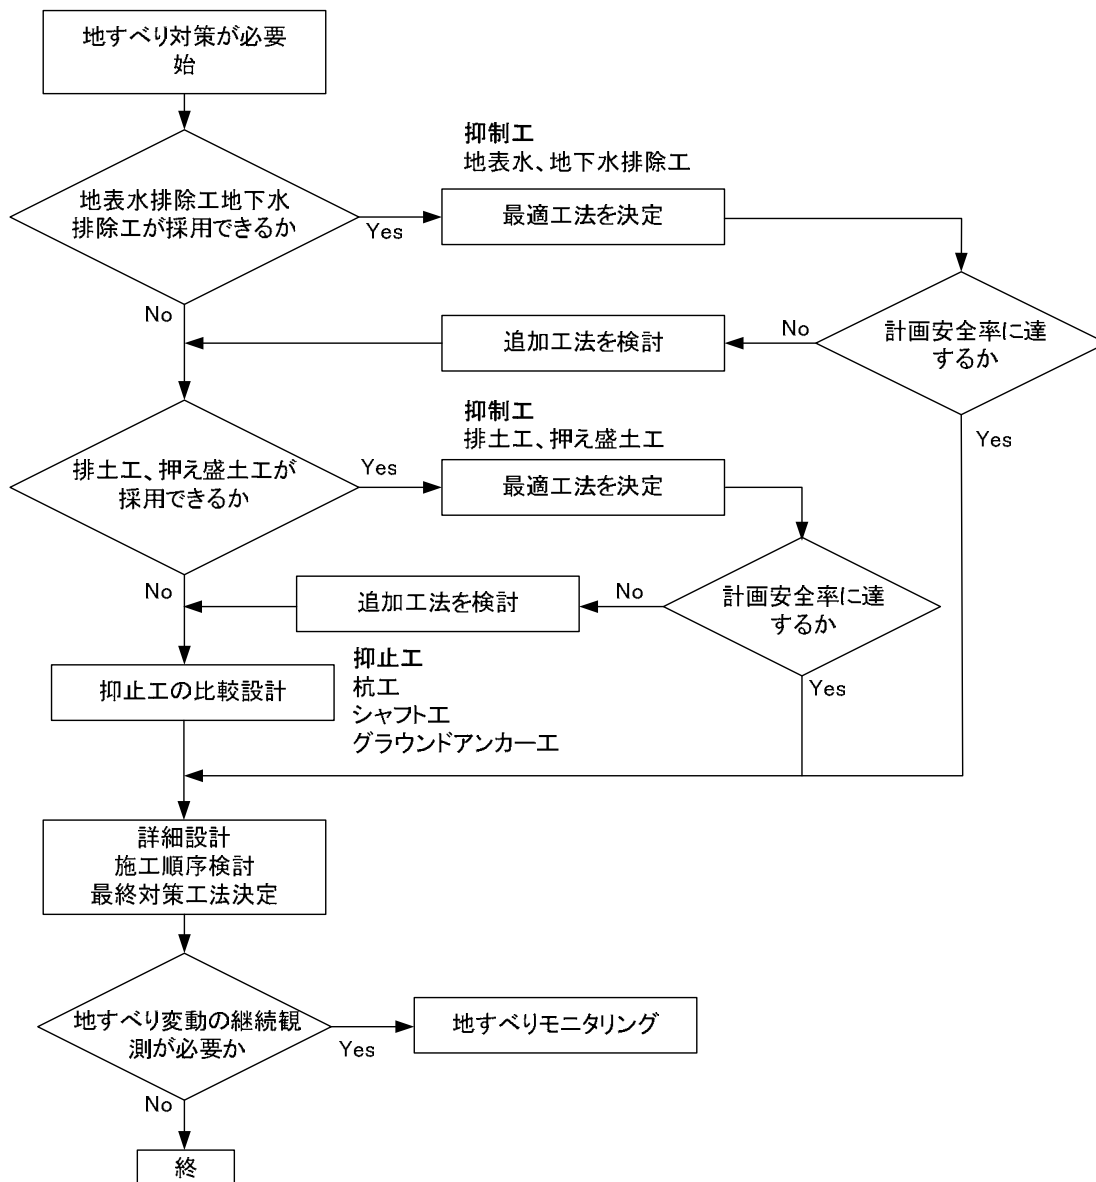 地すべり対策が必要
始
地表水排除工地下水
排除工が採用できるか
Yes
抑制工
地表水、地下水排除工
最適工法を決定
計画安全率に達
するか
No
No
追加工法を検討
Yes
排土工、押え盛土工が
採用できるか
Yes
抑制工
排土工、押え盛土工
最適工法を決定
計画安全率に達
するか
No
No
追加工法を検討
Yes
抑止工の比較設計
抑止工
杭工
シャフト工
グラウンドアンカー工
詳細設計
施工順序検討
最終対策工法決定
地すべり変動の継続観
測が必要か
Yes
地すべりモニタリング
No
終